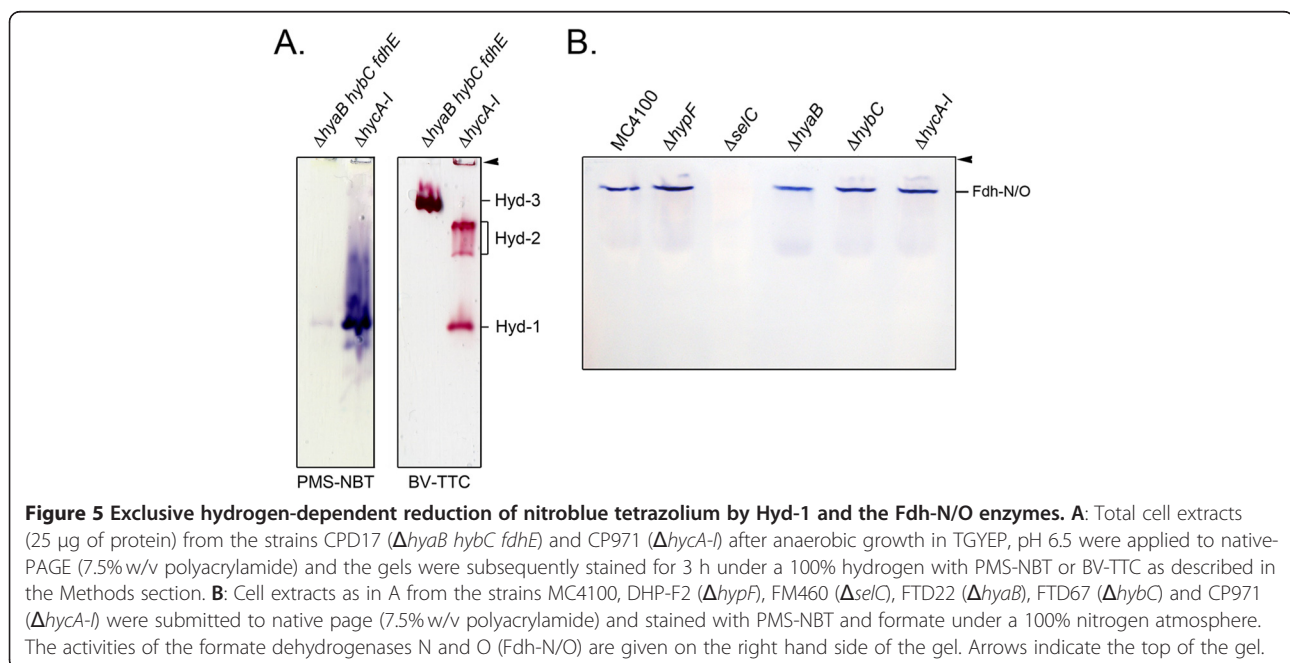 A.
B.
ΔhyaB hybC fdhE
ΔhycA-I
ΔhyaB hybC fdhE
ΔhycA-I
MC4100
ΔhypF
ΔselC
ΔhyaB
ΔhybC
ΔhycA-I
Hyd-3
Hyd-2
Hyd-1
Fdh-N/O
PMS-NBT
BV-TTC
Figure 5 Exclusive hydrogen-dependent reduction of nitroblue tetrazolium by Hyd-1 and the Fdh-N/O enzymes. A: Total cell extracts
(25 μg of protein) from the strains CPD17 (ΔhyaB hybC fdhE) and CP971 (ΔhycA-I) after anaerobic growth in TGYEP, pH 6.5 were applied to native-
PAGE (7.5% w/v polyacrylamide) and the gels were subsequently stained for 3 h under a 100% hydrogen with PMS-NBT or BV-TTC as described in
the Methods section. B: Cell extracts as in A from the strains MC4100, DHP-F2 (ΔhypF), FM460 (ΔselC), FTD22 (ΔhyaB), FTD67 (ΔhybC) and CP971
(ΔhycA-I) were submitted to native page (7.5% w/v polyacrylamide) and stained with PMS-NBT and formate under a 100% nitrogen atmosphere.
The activities of the formate dehydrogenases N and O (Fdh-N/O) are given on the right hand side of the gel. Arrows indicate the top of the gel.